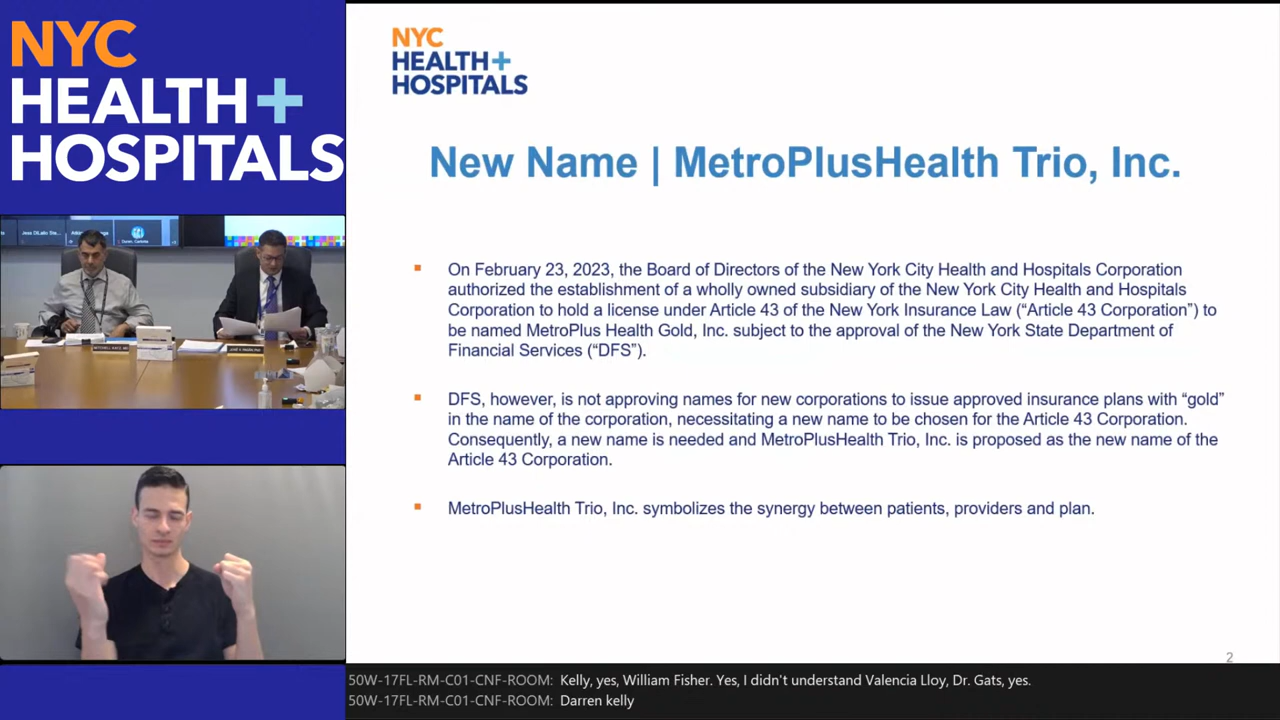 NYC
HEALTH+
HOSPITALS
NYC
HEALTH+
HOSPITALS
New Name | MetroPlusHealth Trio, Inc.
▪ On February 23, 2023, the Board of Directors of the New York City Health and Hospitals Corporation
authorized the establishment of a wholly owned subsidiary of the New York City Health and Hospitals
Corporation to hold a license under Article 43 of the New York Insurance Law (“Article 43 Corporation”) to
be named MetroPlus Health Gold, Inc. subject to the approval of the New York State Department of
Financial Services (“DFS”).
▪ DFS, however, is not approving names for new corporations to issue approved insurance plans with “gold”
in the name of the corporation, necessitating a new name to be chosen for the Article 43 Corporation.
Consequently, a new name is needed and MetroPlusHealth Trio, Inc. is proposed as the new name of the
Article 43 Corporation.
▪ MetroPlusHealth Trio, Inc. symbolizes the synergy between patients, providers and plan.
2
50W-17FL-RM-C01-CNF-ROOM: Kelly, yes, William Fisher. Yes, I didn't understand Valencia Lloy, Dr. Gats, yes.
50W-17FL-RM-C01-CNF-ROOM: Darren kelly